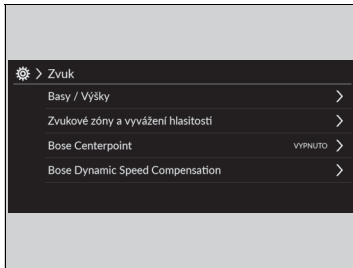 > Zvuk
Basy / Výšky
Zvukové zóny a vyvážení hlasitosti
Bose Centerpoint VYPNUTO
Bose Dynamic Speed Compensation